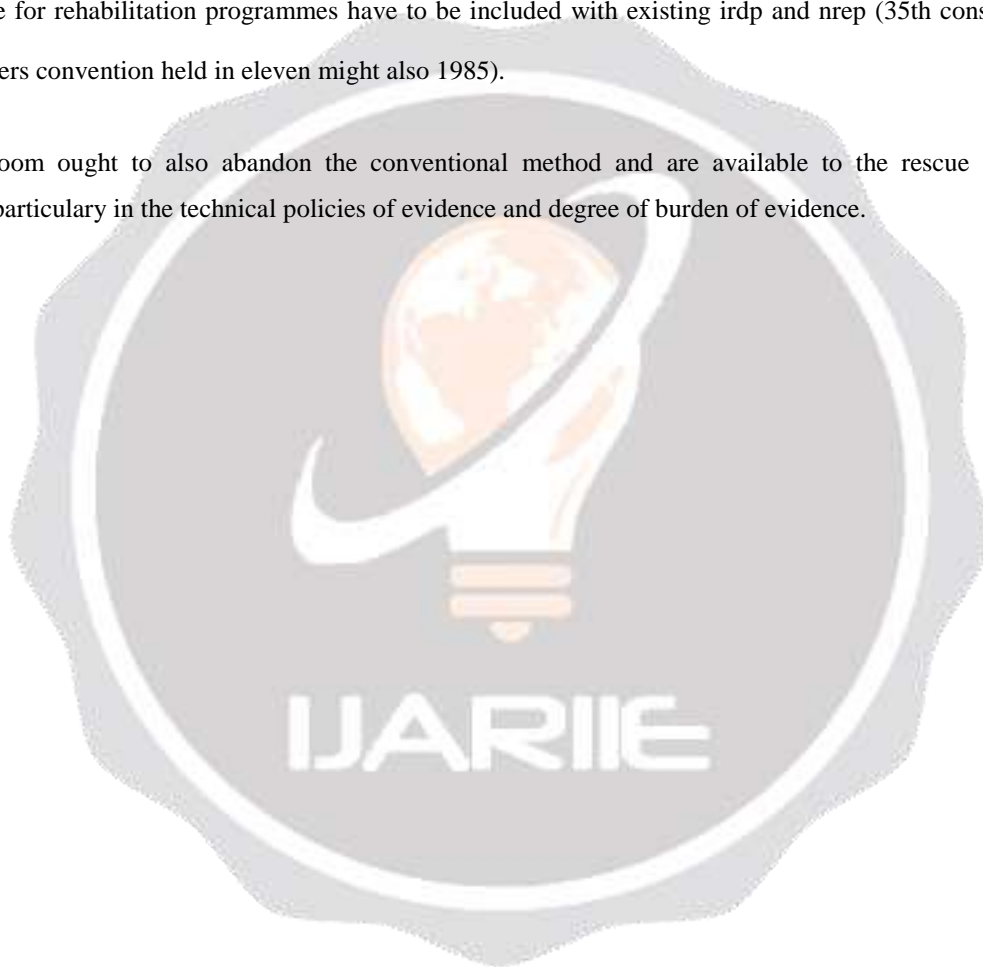 e for rehabilitation programmes have to be included with existing irdp and nrep (35th cons
ers convention held in eleven might also 1985).
oom ought to also abandon the conventional method and are available to the rescue
particulary in the technical policies of evidence and degree of burden of evidence.
IJARIIE